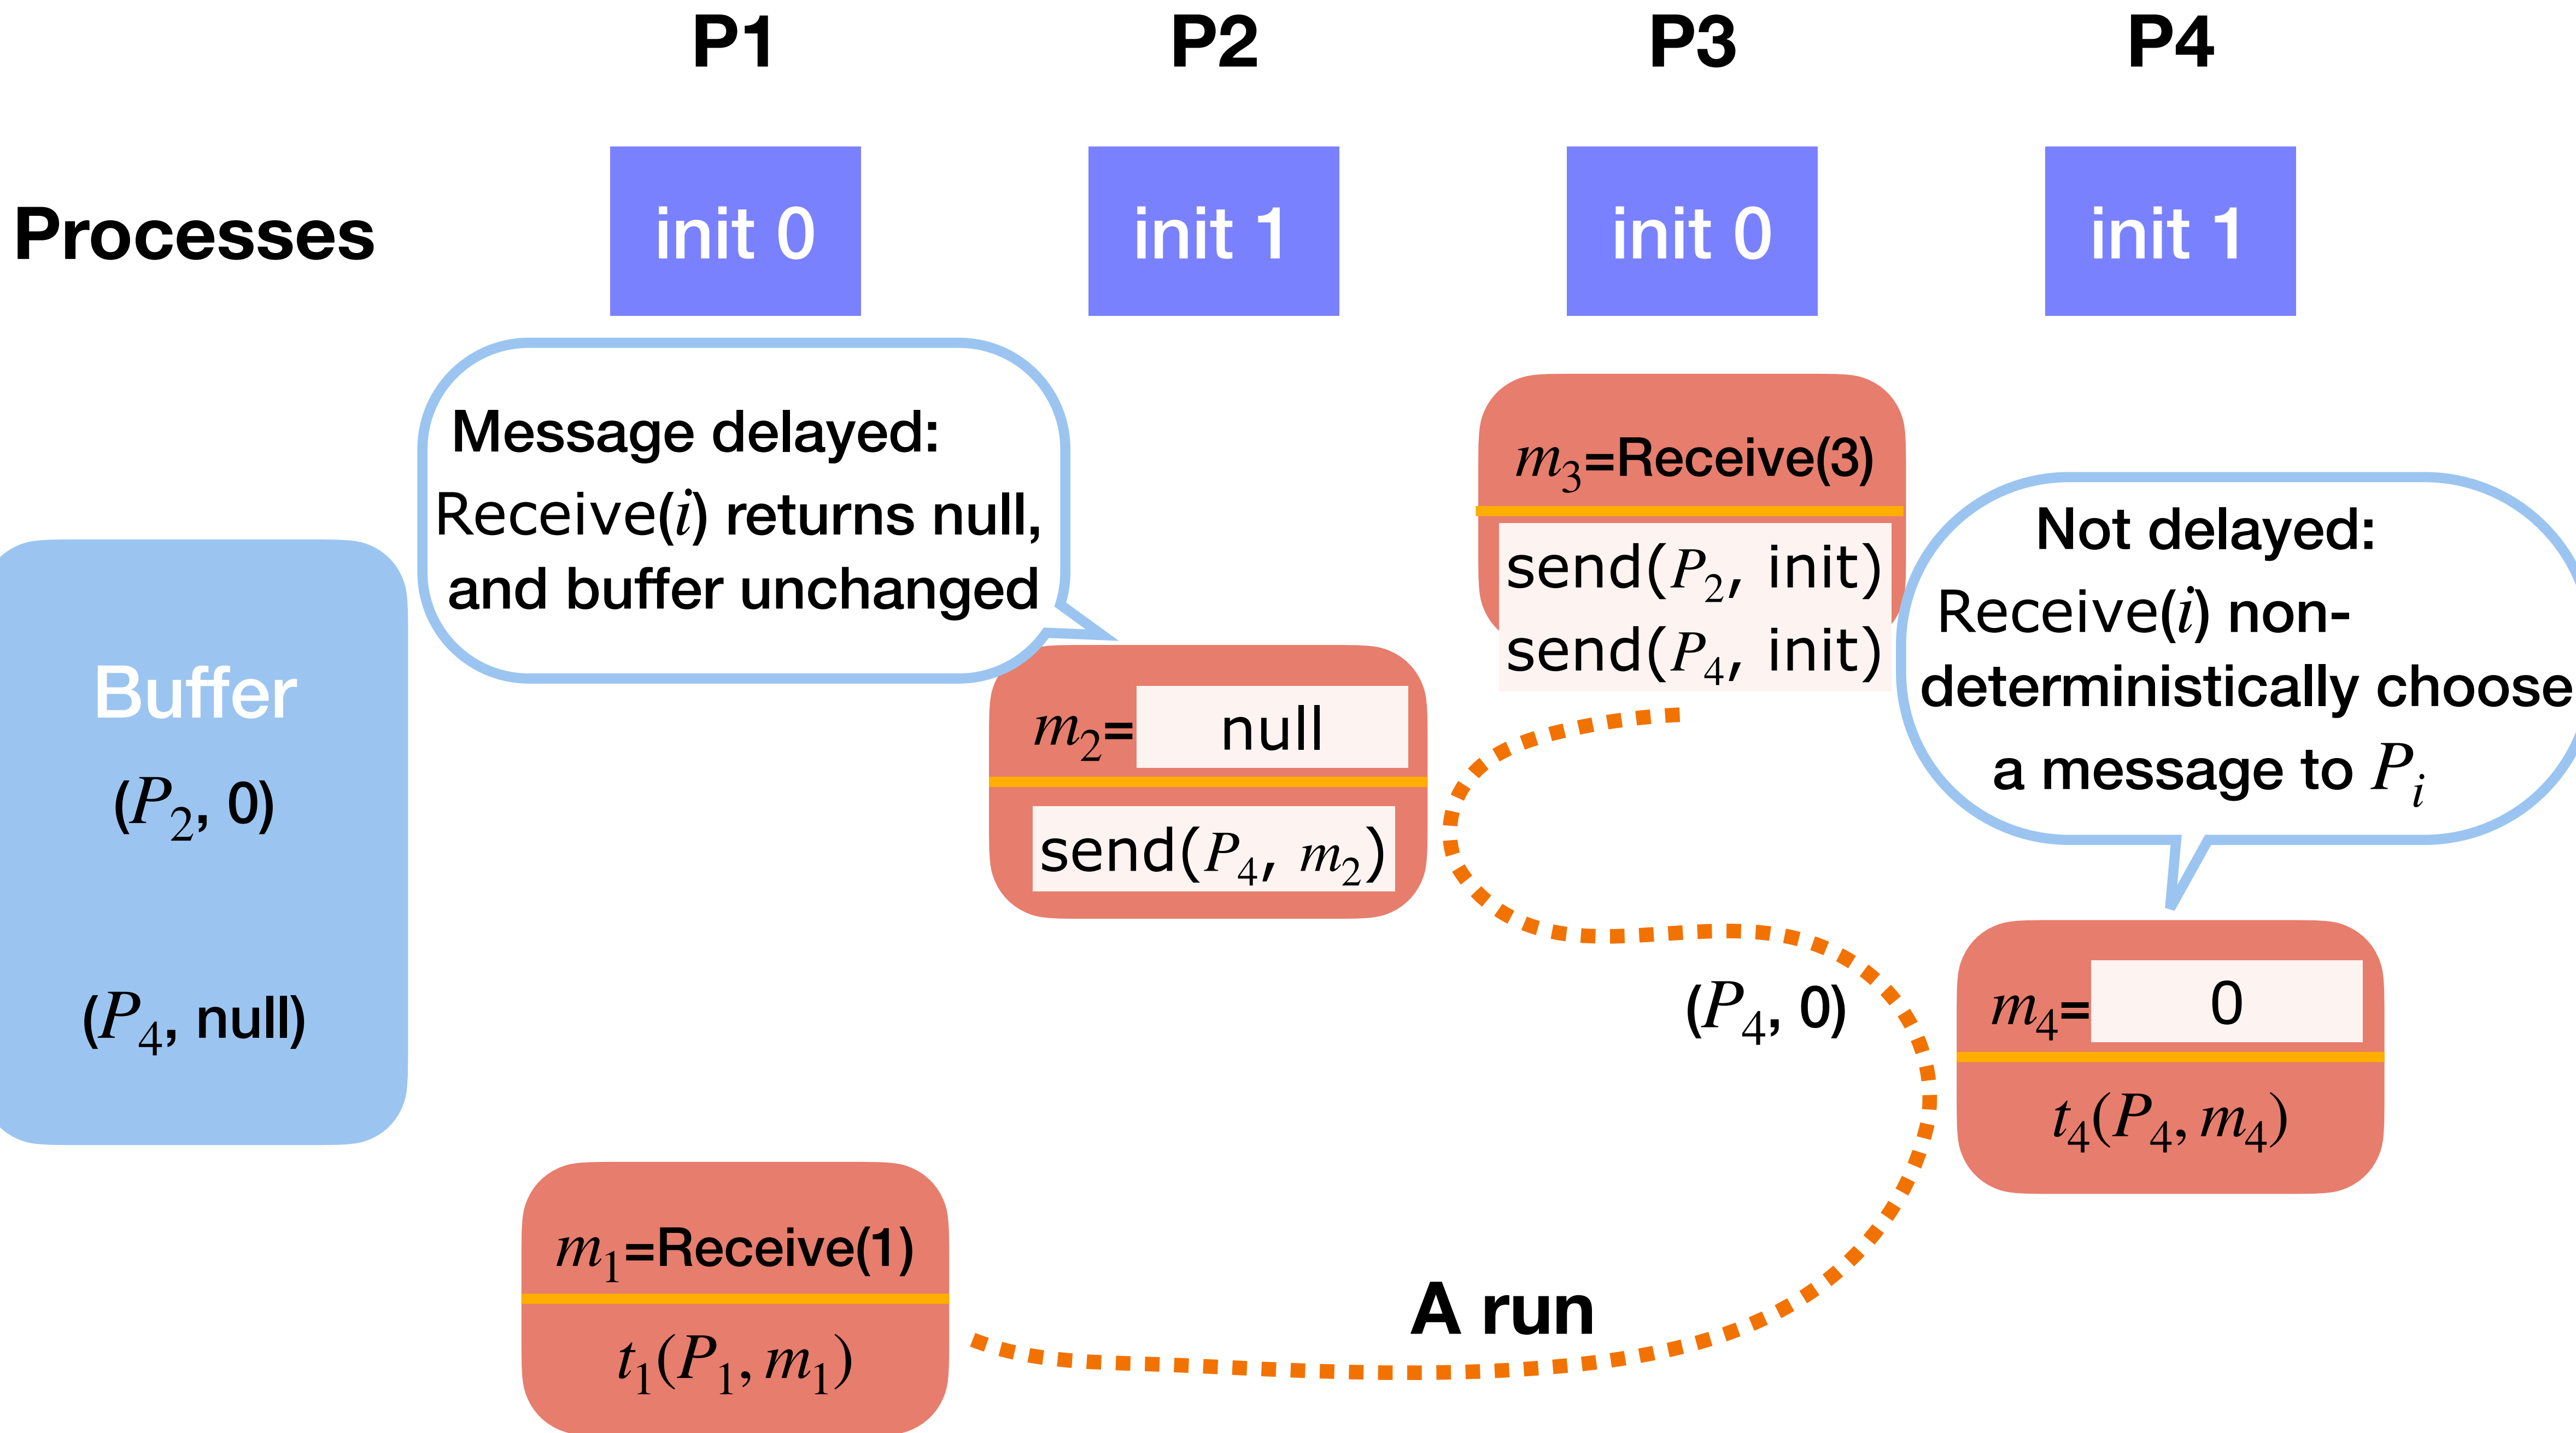 P1 P2 P3 P4
Processes
init 0
init 1
init 0
init 1
Message delayed:
Receive(i) returns null,
and buffer unchanged
m₃=Receive(3)
send(P₂, init)
send(P₄, init)
Not delayed:
Receive(i) non-
deterministically choose
a message to Pᵢ
Buffer
(P₂, 0)
(P₄, null)
m₂= null
send(P₄, m₂)
(P₄, 0)
m₄= 0
t₄(P₄, m₄)
m₁=Receive(1)
t₁(P₁, m₁)
A run